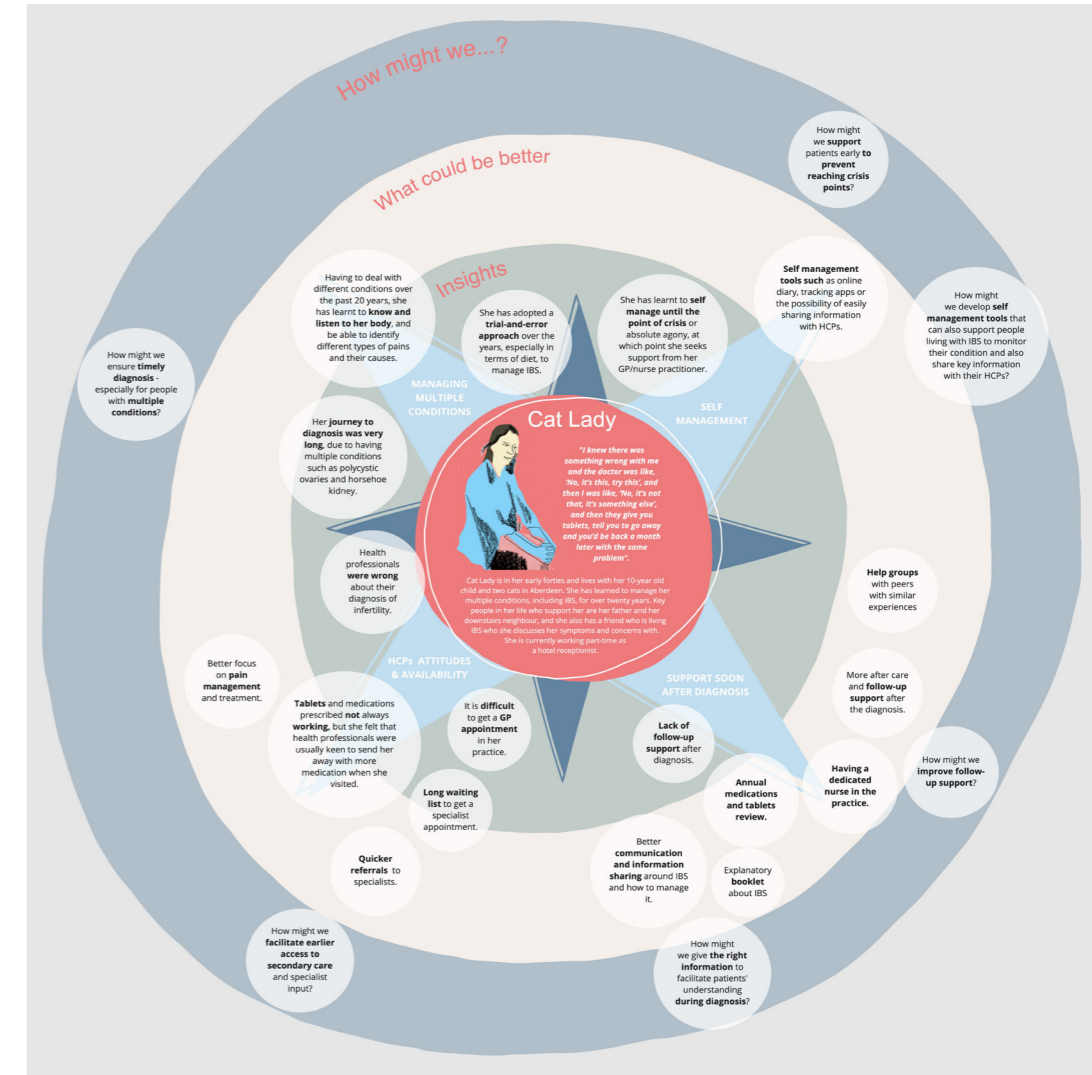 How might we...?
What could be better
Insights
How might
we support
patients early to
prevent
reaching crisis
points?
Self management
tools such as online
diary, tracking apps or
the possibility of easily
sharing information
with HCPs.
How might
we develop self
management tools that
can also support people
living with IBS to monitor
their condition and also
share key information
with their HCPs?
Having to deal with
different conditions over
the past 20 years, she
has learnt to know and
listen to her body, and
be able to identify
different types of pains
and their causes.
She has adopted a
trial-and-error
approach over the
years, especially in
terms of diet, to
manage IBS.
She has learnt to self
manage until the
point of crisis or
absolute agony, at
which point she seeks
support from her
GP/nurse practitioner.
How might we
ensure timely
diagnosis -
especially for people
with multiple
conditions?
MANAGING
MULTIPLE
CONDITIONS
SELF
MANAGEMENT
Her journey to
diagnosis was very
long, due to having
multiple conditions
such as polycystic
ovaries and horsehoe
kidney.
Cat Lady
"I knew there was
something wrong with me
and the doctor was like,
'No, it's this, try this', and
then I was like, 'No, it's not
that, it's something else',
and then they give you
tablets, tell you to go away
and you'd be back a month
later with the same
problem".
Cat Lady is in her early forties and lives with her 10-year old
child and two cats in Aberdeen. She has learned to manage her
multiple conditions, including IBS, for over twenty years. Key
people in her life who support her are her father and her
downstairs neighbour, and she also has a friend who is living
IBS who she discusses her symptoms and concerns with.
She is currently working part-time as
a hotel receptionist.
Health
professionals
were wrong
about their
diagnosis of
infertility.
Help groups
with peers
with similar
experiences
HCPs ATTITUDES
& AVAILABILITY
SUPPORT SOON
AFTER DIAGNOSIS
Better focus
on pain
management
and treatment.
Tablets and medications
prescribed not always
working, but she felt that
health professionals were
usually keen to send her
away with more
medication when she
visited.
It is difficult
to get a GP
appointment
in her
practice.
Lack of
follow-up
support after
diagnosis.
More after care
and follow-up
support after
the diagnosis.
Long waiting
list to get a
specialist
appointment.
Annual
medications
and tablets
review.
Having a
dedicated
nurse in the
practice.
How might we
improve follow-
up support?
Quicker
referrals to
specialists.
Better
communication
and information
sharing around IBS
and how to manage
it.
Explanatory
booklet
about IBS
How might we
facilitate earlier
access to
secondary care
and specialist
input?
How might
we give the right
information to
facilitate patients'
understanding
during diagnosis?